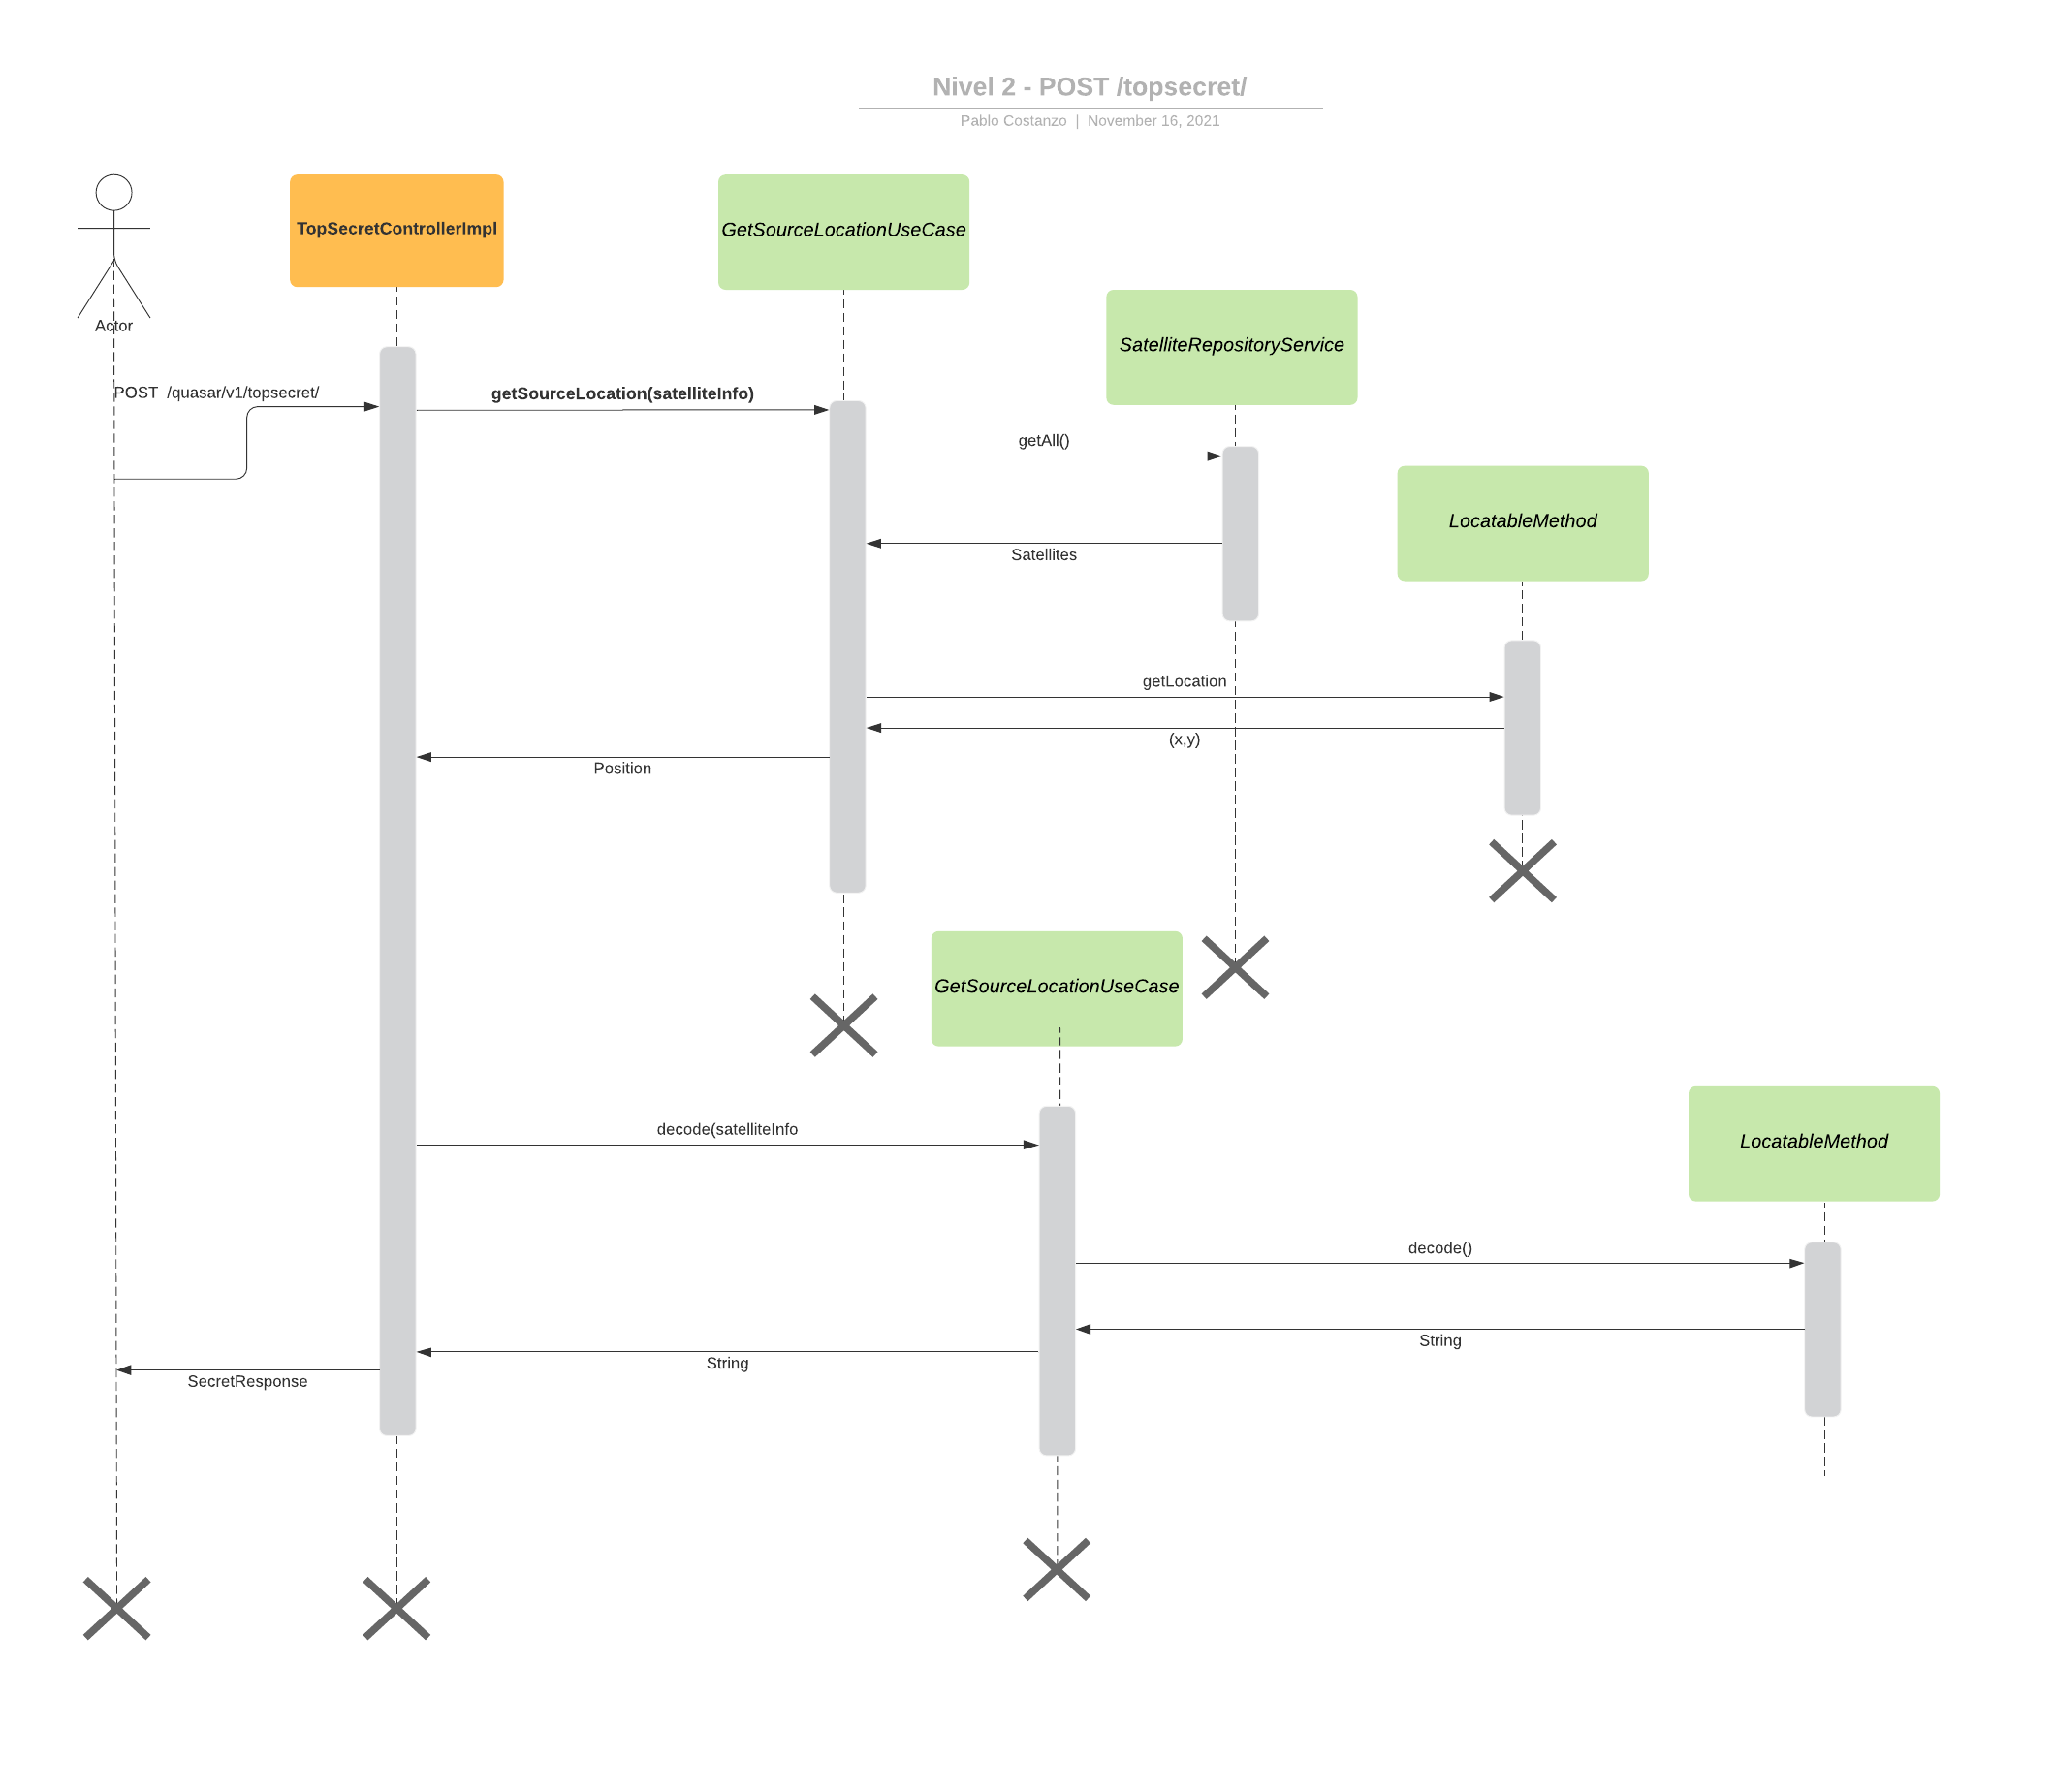 Nivel 2 - POST /topsecret/
Pablo Costanzo | November 16, 2021
TopSecretControllerImpl
GetSourceLocationUseCase
Actor
SatelliteRepositoryService
POST /quasar/v1/topsecret/
getSourceLocation(satelliteInfo)
getAll()
LocatableMethod
Satellites
getLocation
(x,y)
Position
GetSourceLocationUseCase
decode(satelliteInfo
LocatableMethod
decode()
String
String
SecretResponse